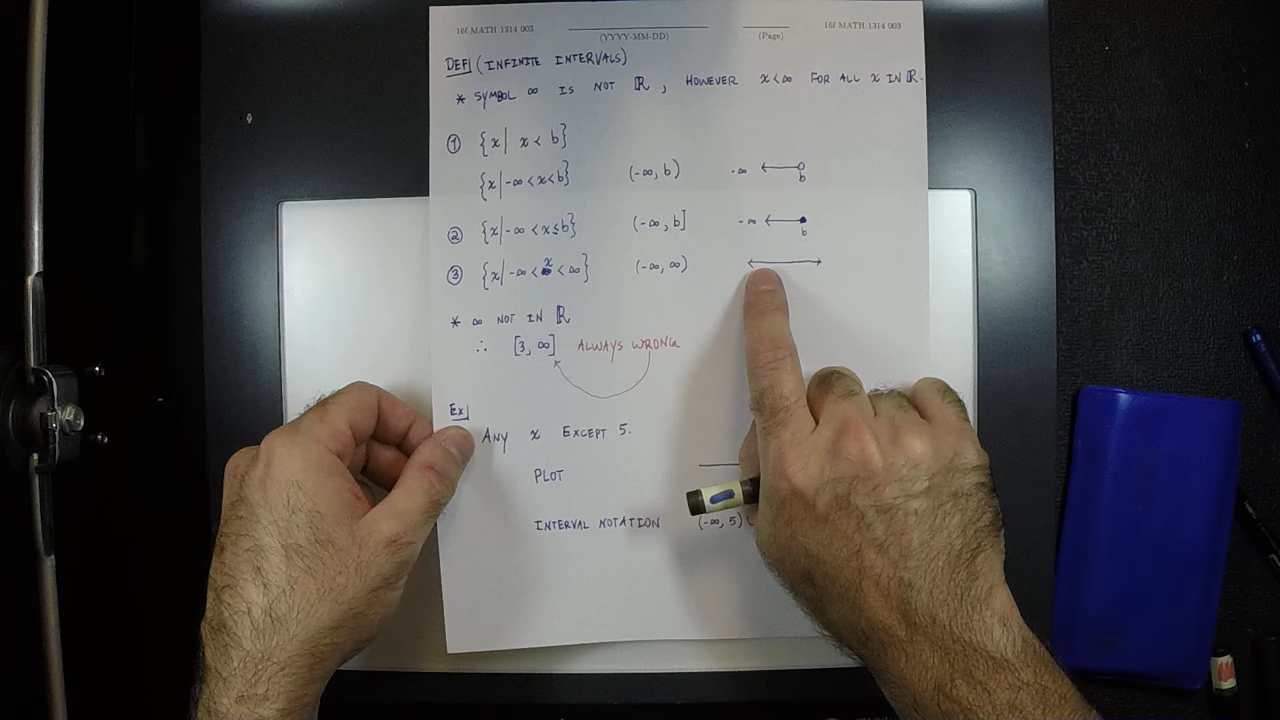 16f MATH 1314 003
(YYYY-MM-DD)
(Page)
16f MATH 1314 003
DEF (INFINITE INTERVALS)
* SYMBOL ∞ IS NOT ℝ, HOWEVER x<∞ FOR ALL x IN ℝ.
① {x| x < b}
{x|-∞ < x < b} (-∞, b) -∞ b
② {x|-∞ < x ≤ b} (-∞, b] -∞ b
③ {x|-∞ < x < ∞} (-∞, ∞)
* ∞ NOT IN ℝ
∴ [3, ∞] ALWAYS WRONG
EX
ANY x EXCEPT 5.
PLOT
INTERVAL NOTATION (-∞, 5)